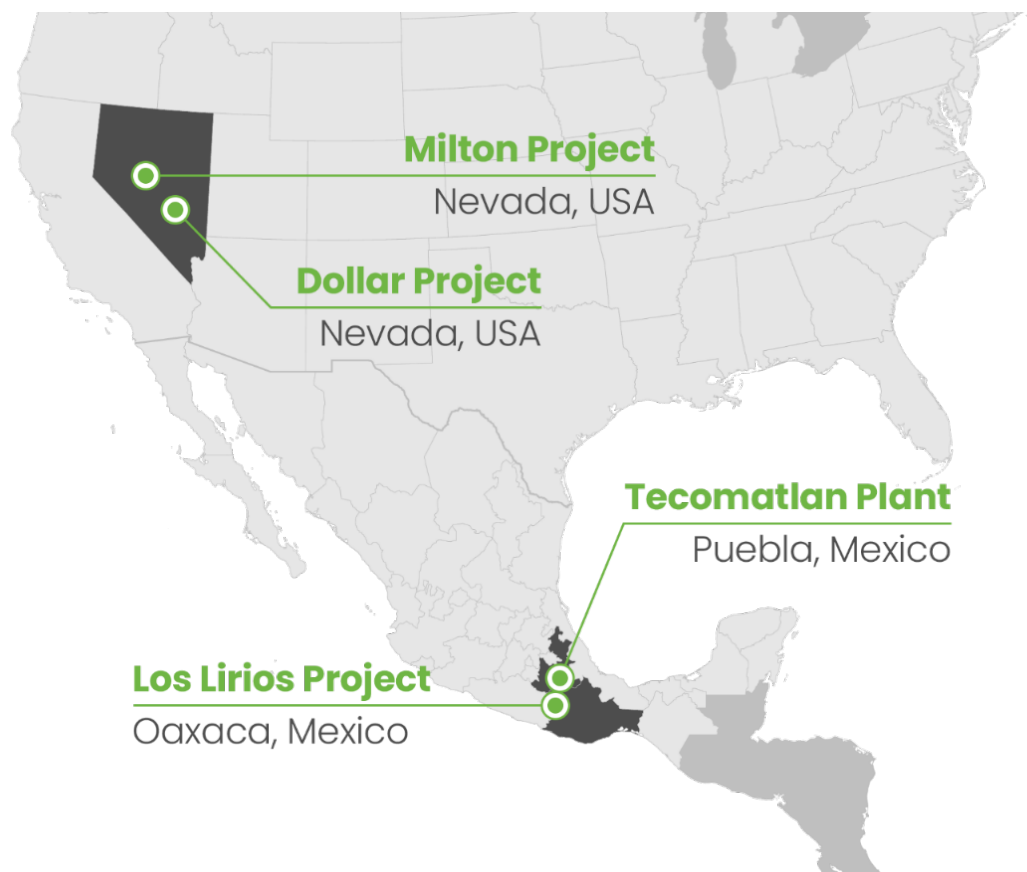 Milton Project
Nevada, USA
Dollar Project
Nevada, USA
Tecomatlan Plant
Puebla, Mexico
Los Lirios Project
Oaxaca, Mexico